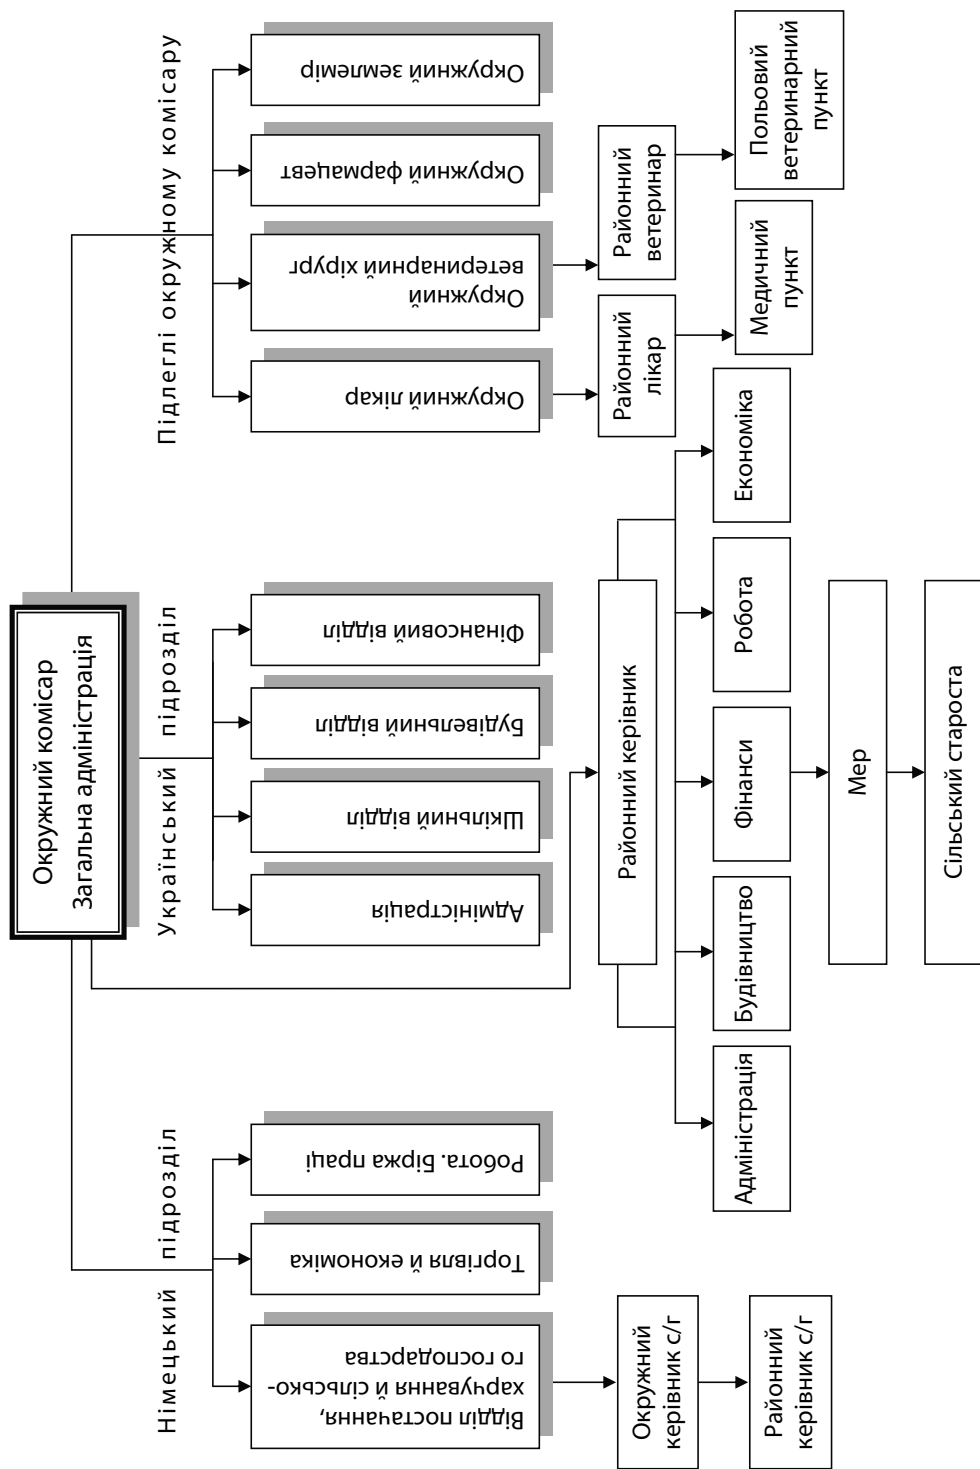 Окружний комісар
Загальна адміністрація
Німецький підрозділ
Український підрозділ
Підлеглі окружному комісару
Відділ постачання,
харчування й сільсько-
го господарства
Торгівля й економіка
Робота. Біржа праці
Адміністрація
Шкільний відділ
Будівельний відділ
Фінансовий відділ
Окружний лікар
Окружний
ветеринарний хірург
Окружний фармацевт
Окружний землемір
Окружний
керівник с/г
Районний
керівник с/г
Районний керівник
Районний
лікар
Районний
ветеринар
Адміністрація
Будівництво
Фінанси
Робота
Економіка
Медичний
пункт
Польовий
ветеринарний
пункт
Мер
Сільський староста